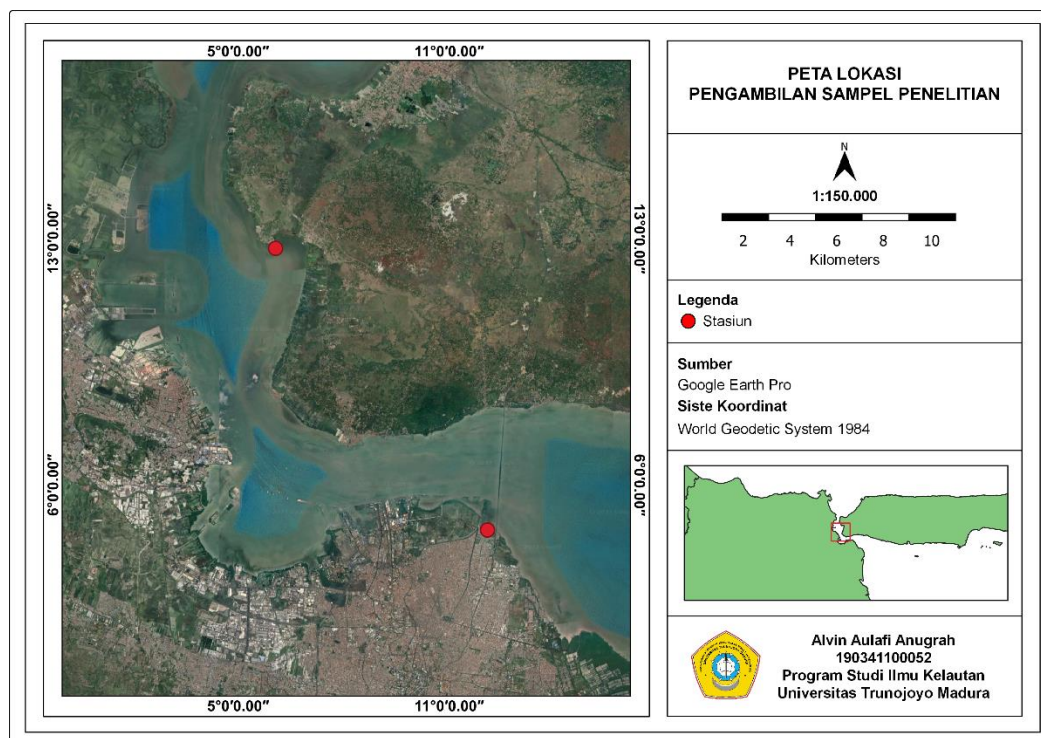 5°0'0.00" 11°0'0.00"
13°0'0.00" 13°0'0.00"
6°0'0.00" 6°0'0.00"
5°0'0.00" 11°0'0.00"
PETA LOKASI
PENGAMBILAN SAMPEL PENELITIAN
N
1:150.000
2 4 6 8 10
Kilometers
Legenda
Stasiun
Sumber
Google Earth Pro
Siste Koordinat
World Geodetic System 1984
Alvin Aulafi Anugrah
190341100052
Program Studi Ilmu Kelautan
Universitas Trunojoyo Madura